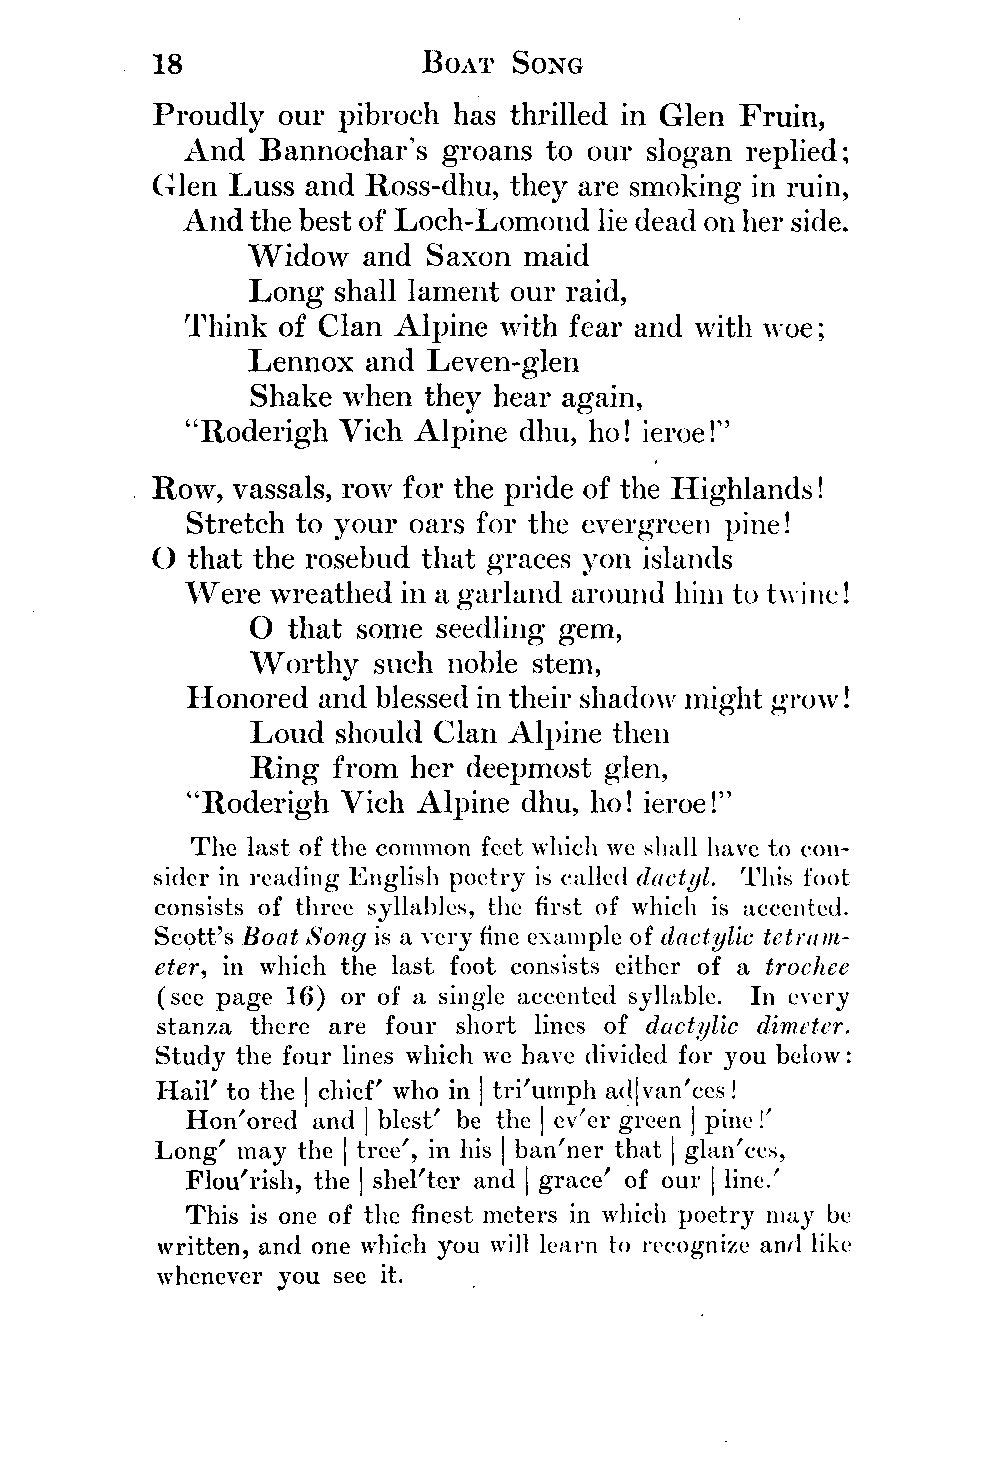 18 BOAT SONG
Proudly our pibroch has thrilled in Glen Fruin,
And Bannochar's groans to our slogan replied;
Glen Luss and Ross-dhu, they are smoking in ruin,
And the best of Loch-Lomond lie dead on her side.
Widow and Saxon maid
Long shall lament our raid,
Think of Clan Alpine with fear and with woe;
Lennox and Leven-glen
Shake when they hear again,
“Roderigh Vich Alpine dhu, ho! ieroe!”
Row, vassals, row for the pride of the Highlands!
Stretch to your oars for the evergreen pine!
O that the rosebud that graces yon islands
Were wreathed in a garland around him to twine!
O that some seedling gem,
Worthy such noble stem,
Honored and blessed in their shadow might grow!
Loud should Clan Alpine then
Ring from her deepmost glen,
“Roderigh Vich Alpine dhu, ho! ieroe!”
The last of the common feet which we shall have to con-
sider in reading English poetry is called dactyl. This foot
consists of three syllables, the first of which is accented.
Scott's Boat Song is a very fine example of dactylic tetram-
eter, in which the last foot consists either of a trochee
(see page 16) or of a single accented syllable. In every
stanza there are four short lines of dactylic dimeter.
Study the four lines which we have divided for you below:
Hail′ to the | chief′ who in | tri′umph ad|van′ces!
Hon′ored and | blest′ be the | ev′er green | pine!′
Long′ may the | tree′, in his | ban′ner that | glan′ces,
Flou′rish, the | shel′ter and | grace′ of our | line.′
This is one of the finest meters in which poetry may be
written, and one which you will learn to recognize and like
whenever you see it.